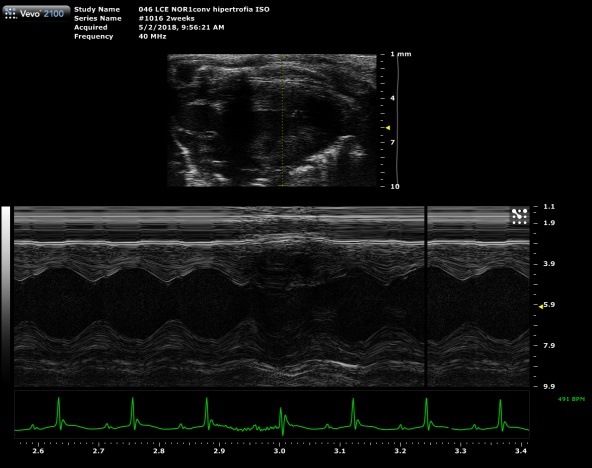 Vevo 2100
Study Name 046 LCE NOR1conv hipertrofia ISO
Series Name #1016 2weeks
Acquired 5/2/2018, 9:56:21 AM
Frequency 40 MHz
1 mm
4
7
10
1.1
1.9
3.9
5.9
7.9
9.9
491 BPM
2.6 2.7 2.8 2.9 3.0 3.1 3.2 3.3 3.4